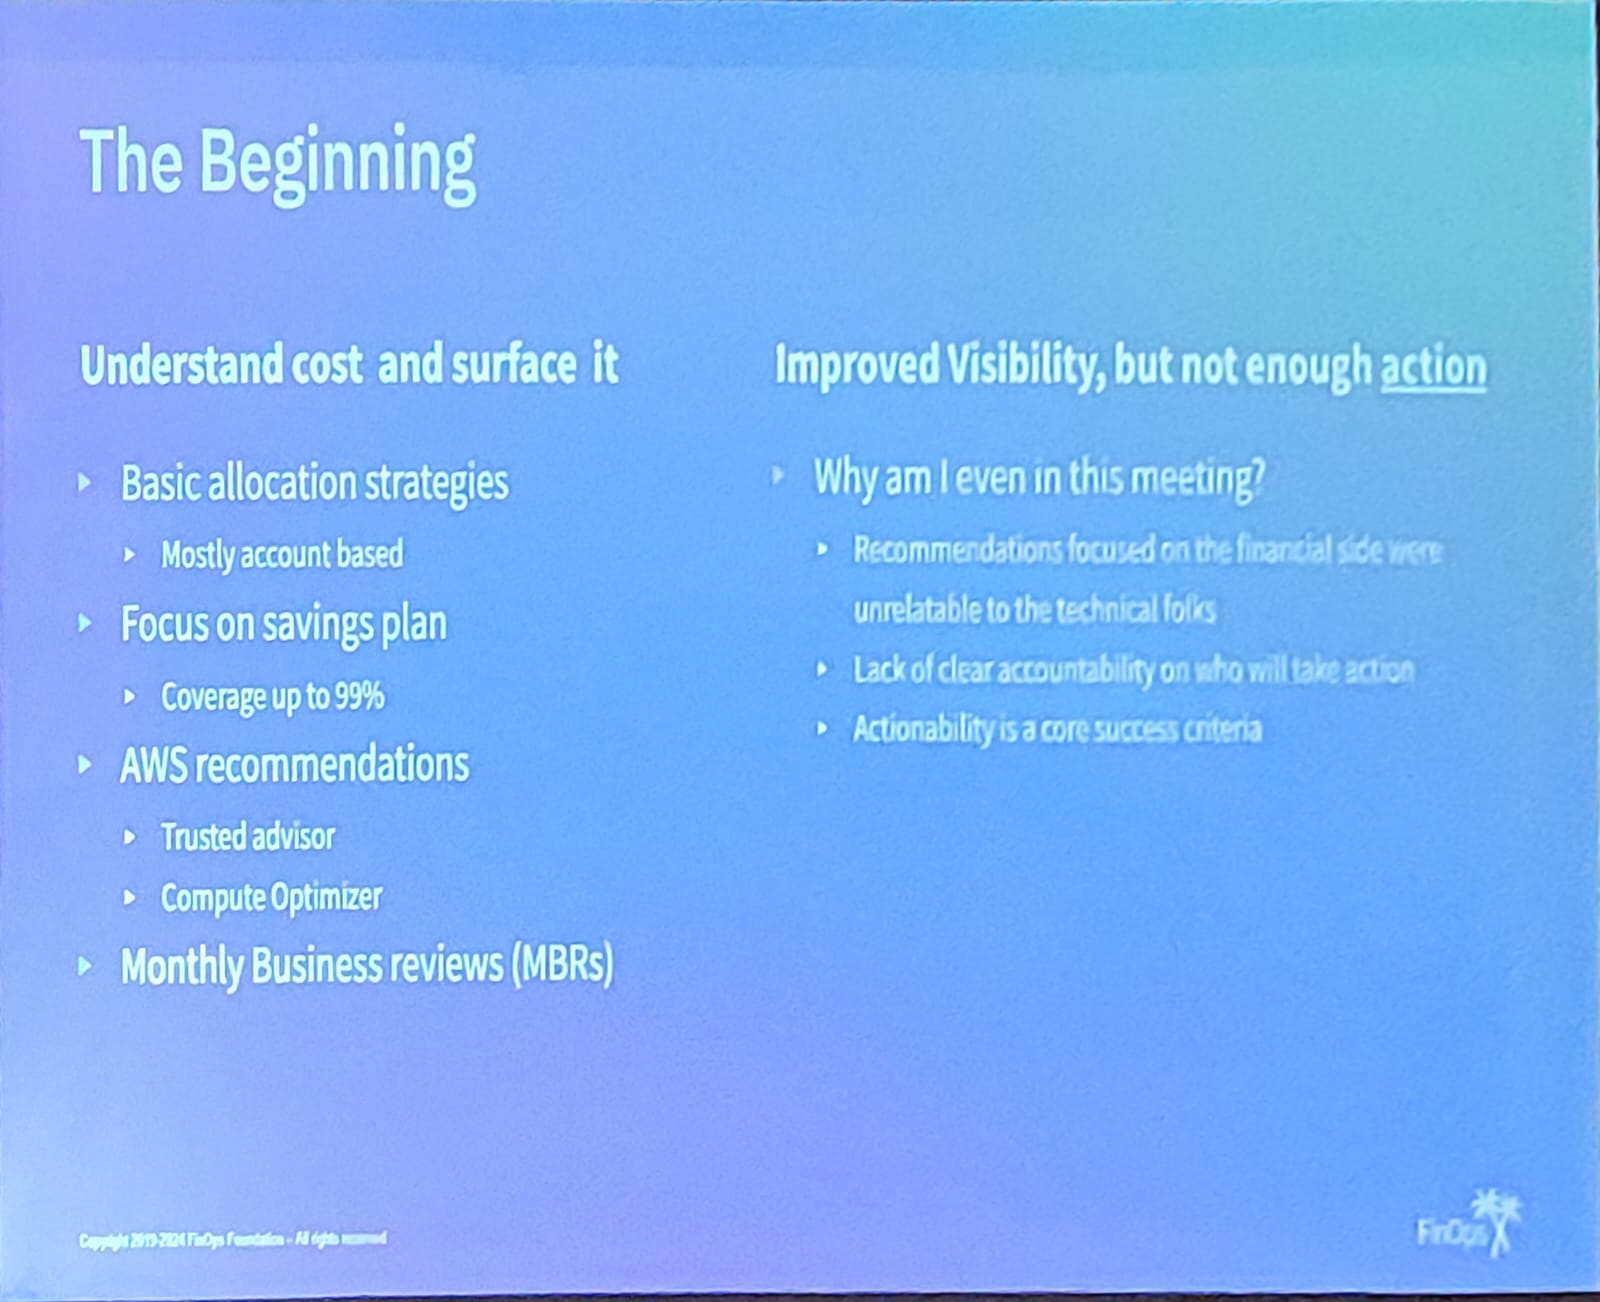 The Beginning
Understand cost and surface it
Basic allocation strategies
Mostly account based
Focus on savings plan
Coverage up to 99%
AWS recommendations
Trusted advisor
Compute Optimizer
Monthly Business reviews (MBRs)
Improved Visibility, but not enough action
Why am I even in this meeting?
Recommendations focused on the financial side were
unrelatable to the technical folks
Lack of clear accountability on who will take action
Actionability is a core success criteria
Copyright 2019-2024 FinOps Foundation - All rights reserved
FinOps X